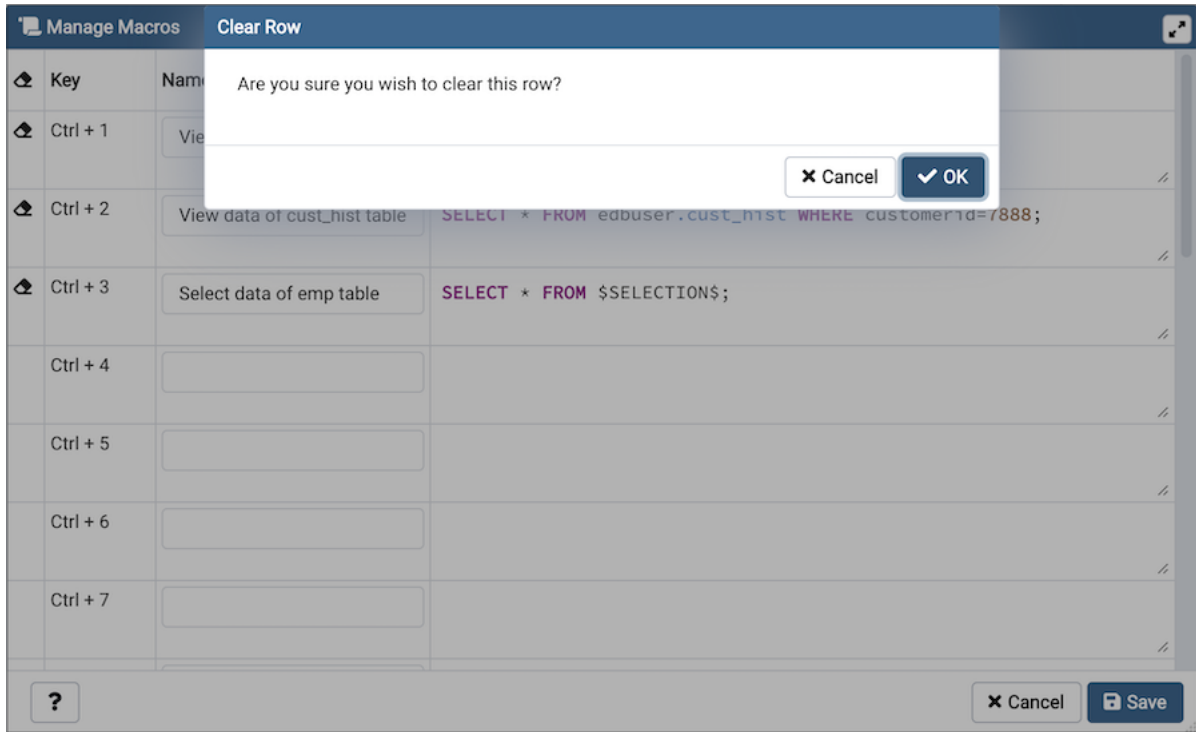 Manage Macros
Clear Row
Key
Are you sure you wish to clear this row?
Ctrl + 1
Cancel
OK
Ctrl + 2
View data of cust_hist table
SELECT * FROM edbuser.cust_hist WHERE customerid=7888;
Ctrl + 3
Select data of emp table
SELECT * FROM $SELECTION$;
Ctrl + 4
Ctrl + 5
Ctrl + 6
Ctrl + 7
?
Cancel
Save